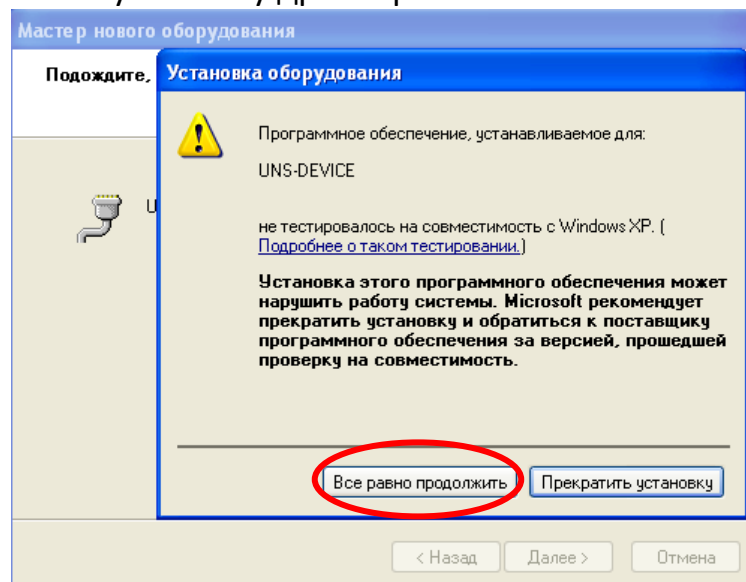 Мастер нового оборудования
Подождите,
Установка оборудования
Программное обеспечение, устанавливаемое для:
UNS-DEVICE
U
не тестировалось на совместимость с Windows XP. (
Подробнее о таком тестировании.)
Установка этого программного обеспечения может
нарушить работу системы. Microsoft рекомендует
прекратить установку и обратиться к поставщику
программного обеспечения за версией, прошедшей
проверку на совместимость.
Все равно продолжить
Прекратить установку
< Назад
Далее >
Отмена